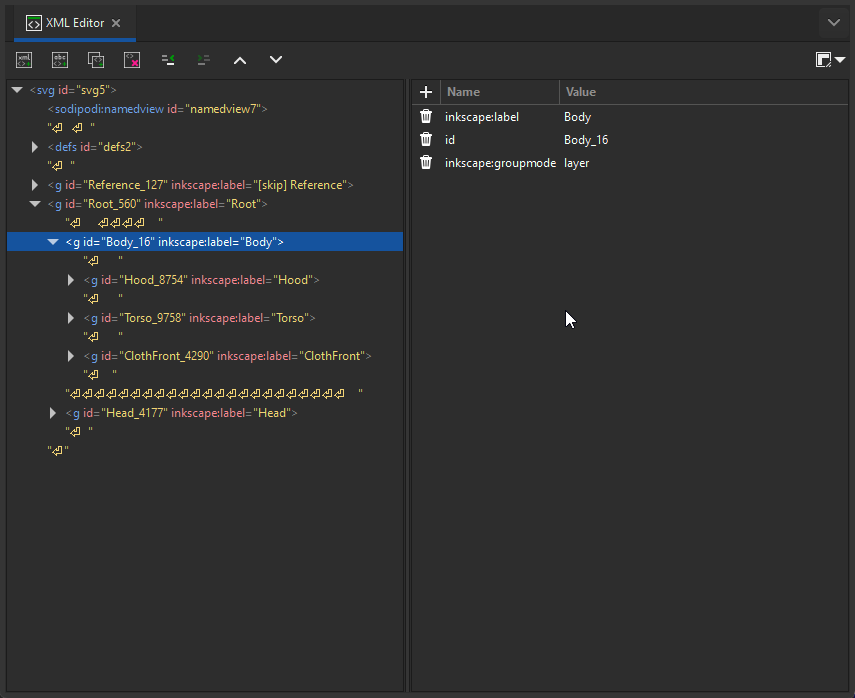 XML Editor
<svg id="svg5">
<sodipodi:namedview id="namedview7">
"⏎ ⏎ "
<defs id="defs2">
"⏎ "
<g id="Reference_127" inkscape:label="[skip] Reference">
<g id="Root_560" inkscape:label="Root">
"⏎ ⏎⏎⏎⏎ "
<g id="Body_16" inkscape:label="Body">
"⏎ "
<g id="Hood_8754" inkscape:label="Hood">
"⏎ "
<g id="Torso_9758" inkscape:label="Torso">
"⏎ "
<g id="ClothFront_4290" inkscape:label="ClothFront">
"⏎ "
"⏎⏎⏎⏎⏎⏎⏎⏎⏎⏎⏎⏎⏎⏎⏎⏎⏎⏎⏎⏎⏎⏎⏎ "
<g id="Head_4177" inkscape:label="Head">
"⏎ "
"⏎"
Name Value
inkscape:label Body
id Body_16
inkscape:groupmode layer